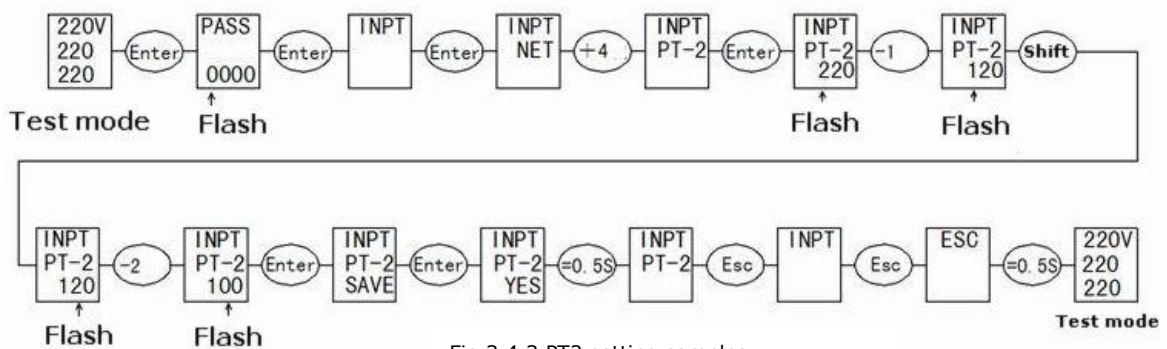 220V
220
220
Enter
PASS
0000
Enter
INPT
Enter
INPT
NET
+4
INPT
PT-2
Enter
INPT
PT-2
220
-1
INPT
PT-2
120
Shift
Test mode
Flash
Flash
Flash
INPT
PT-2
120
-2
INPT
PT-2
100
Enter
INPT
PT-2
SAVE
Enter
INPT
PT-2
YES
=0.5S
INPT
PT-2
Esc
INPT
Esc
ESC
=0.5S
220V
220
220
Flash
Flash
Test mode